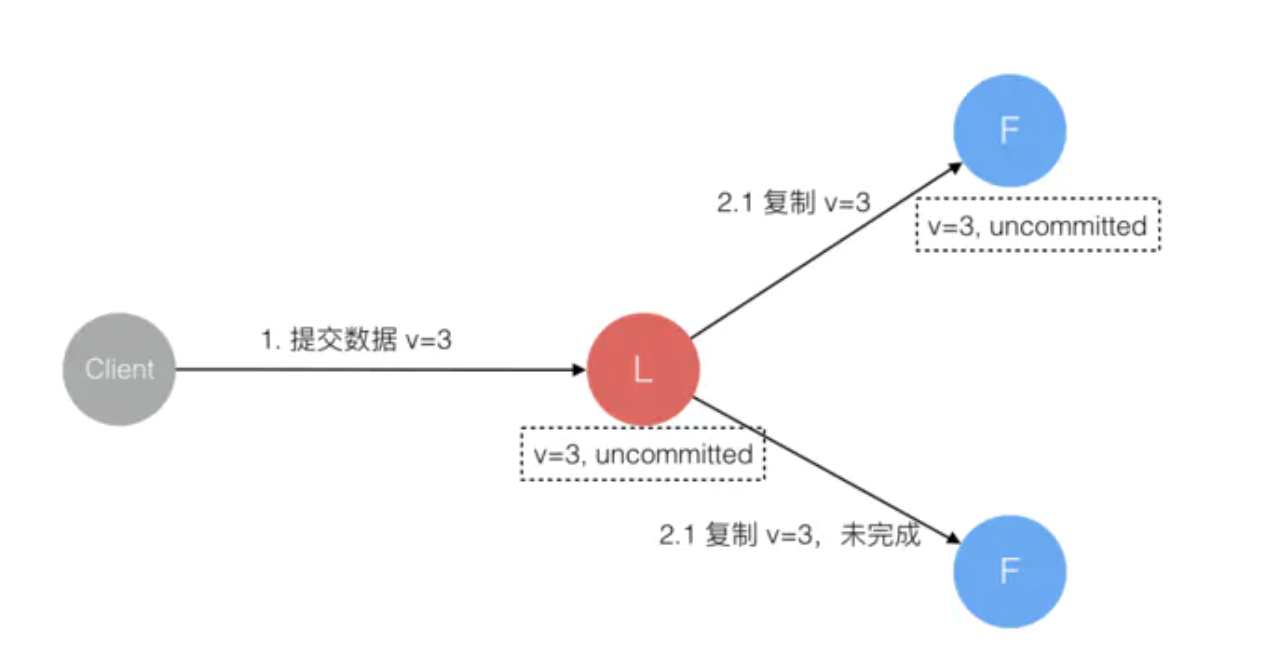 F
2.1 复制 v=3
v=3, uncommitted
1. 提交数据 v=3
Client
L
v=3, uncommitted
2.1 复制 v=3，未完成
F